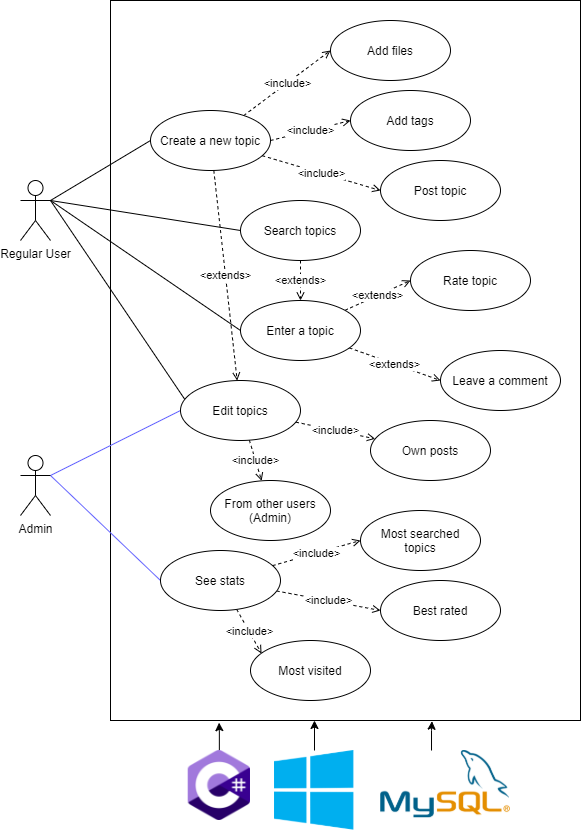 Add files
<include>
Add tags
Create a new topic
<include>
<include>
Post topic
Regular User
Search topics
<extends>
<extends>
Rate topic
<extends>
Enter a topic
<extends>
Leave a comment
Edit topics
<include>
Own posts
<include>
Admin
From other users
(Admin)
Most searched
topics
<include>
See stats
<include>
Best rated
<include>
Most visited
C#
MySQL®